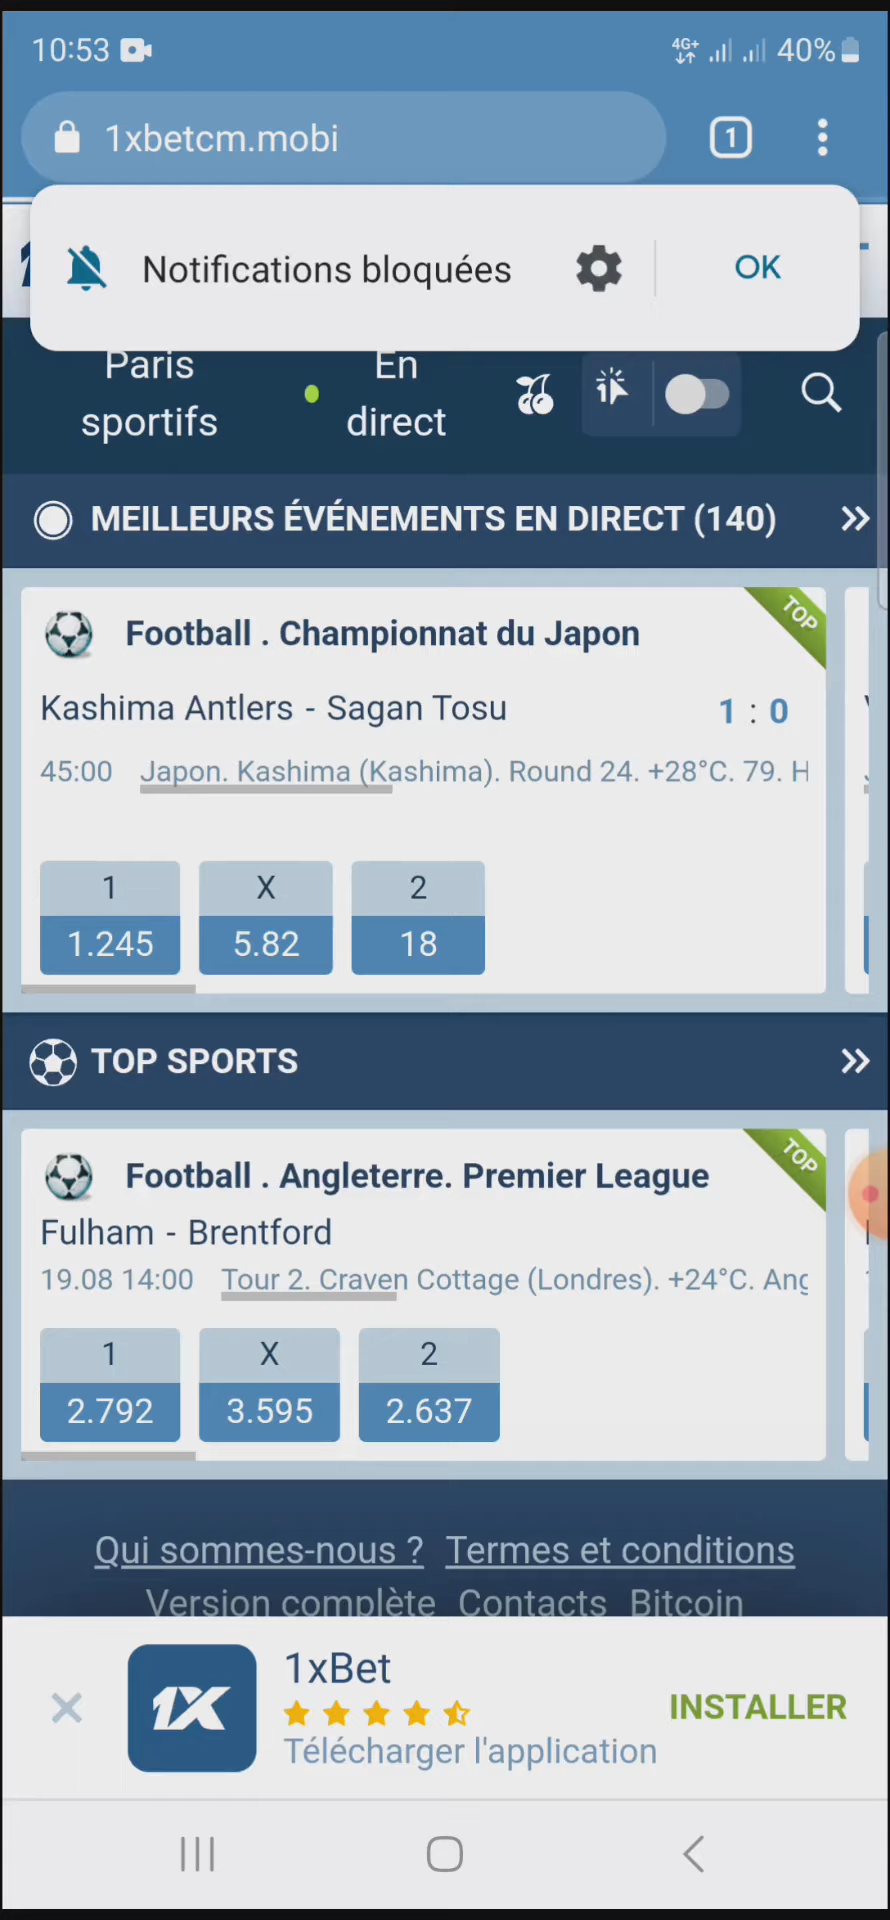 10:53 4G+ 40%
1xbetcm.mobi 1
Notifications bloquées OK
Paris sportifs
En direct
MEILLEURS ÉVÉNEMENTS EN DIRECT (140)
Football . Championnat du Japon TOP
Kashima Antlers - Sagan Tosu 1 : 0
45:00 Japon. Kashima (Kashima). Round 24. +28°C. 79. H
1 X 2
1.245 5.82 18
TOP SPORTS
Football . Angleterre. Premier League TOP
Fulham - Brentford
19.08 14:00 Tour 2. Craven Cottage (Londres). +24°C. Ang
1 X 2
2.792 3.595 2.637
Qui sommes-nous ? Termes et conditions
Version complète Contacts Bitcoin
1X
1xBet
Télécharger l'application
INSTALLER